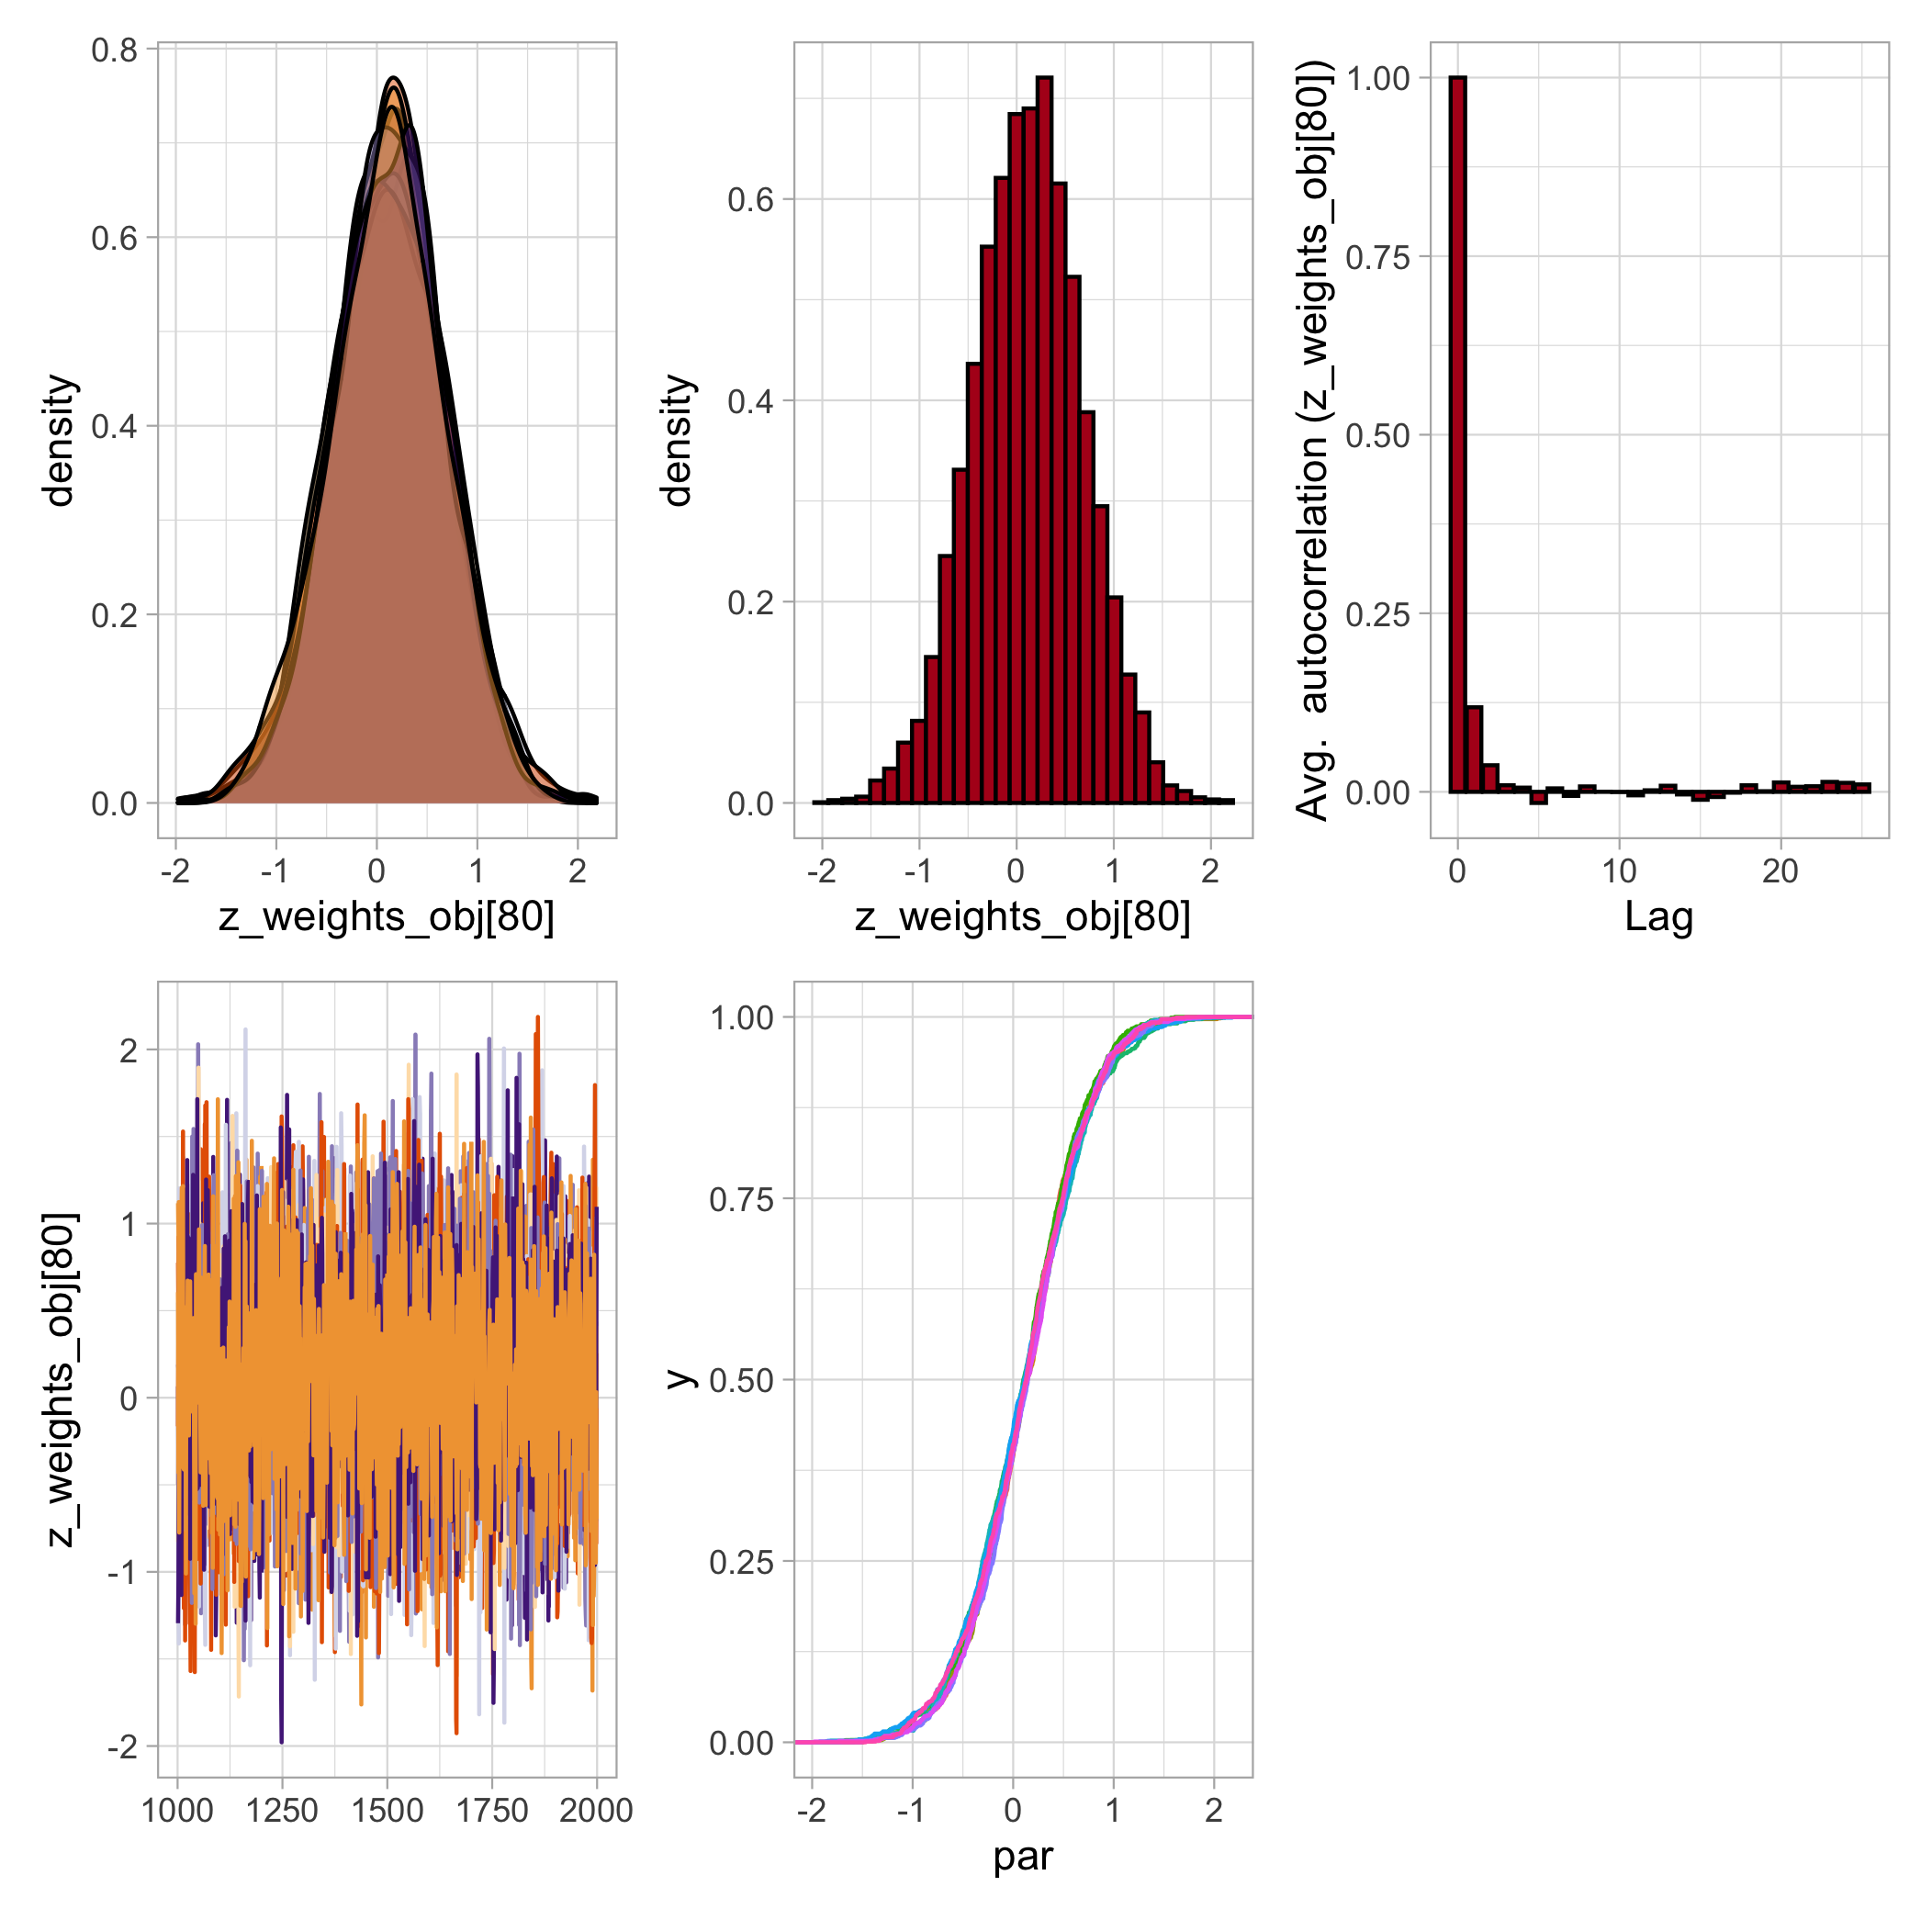 density
0.8
0.6
0.4
0.2
0.0
-2 -1 0 1 2
z_weights_obj[80]
density
0.6
0.4
0.2
0.0
-2 -1 0 1 2
z_weights_obj[80]
Avg. autocorrelation (z_weights_obj[80])
1.00
0.75
0.50
0.25
0.00
0 10 20
Lag
z_weights_obj[80]
2
1
0
-1
-2
1000 1250 1500 1750 2000
y
1.00
0.75
0.50
0.25
0.00
-2 -1 0 1 2
par